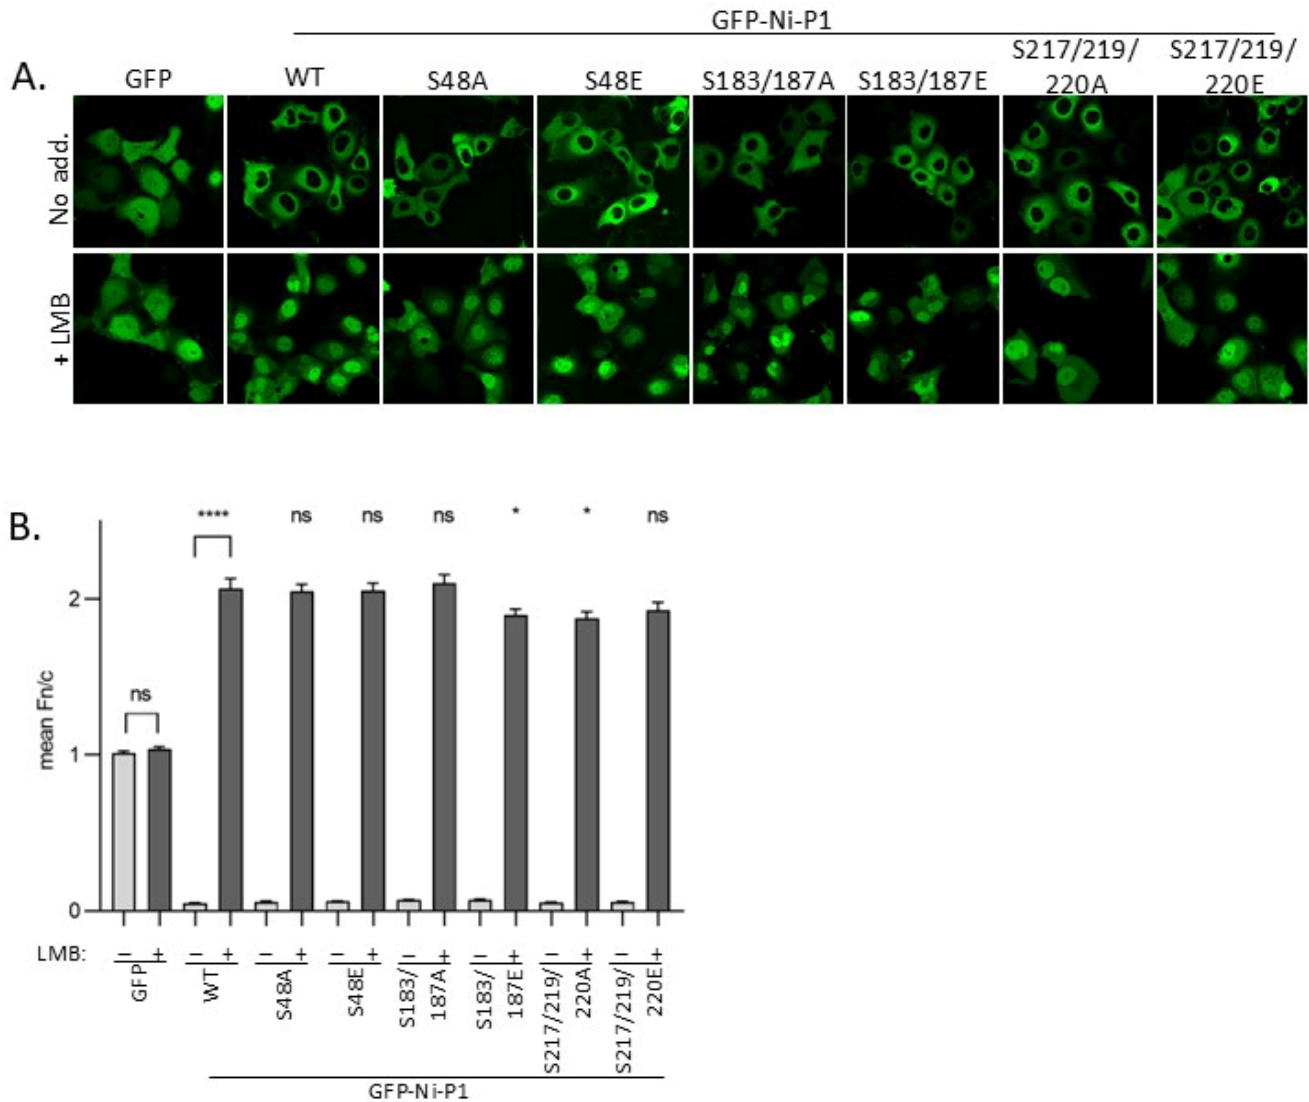 GFP-Ni-P1
A.
GFP
WT
S48A
S48E
S183/187A
S183/187E
S217/219/
220A
S217/219/
220E
No add.
+ LMB
B.
mean Fn/c
2
1
0
ns
****
ns
ns
ns
*
*
ns
LMB: − + − + − + − + − + − + − + − +
GFP
WT
S48A
S48E
S183/
187A
S183/
187E
S217/219/
220A
S217/219/
220E
GFP-Ni-P1